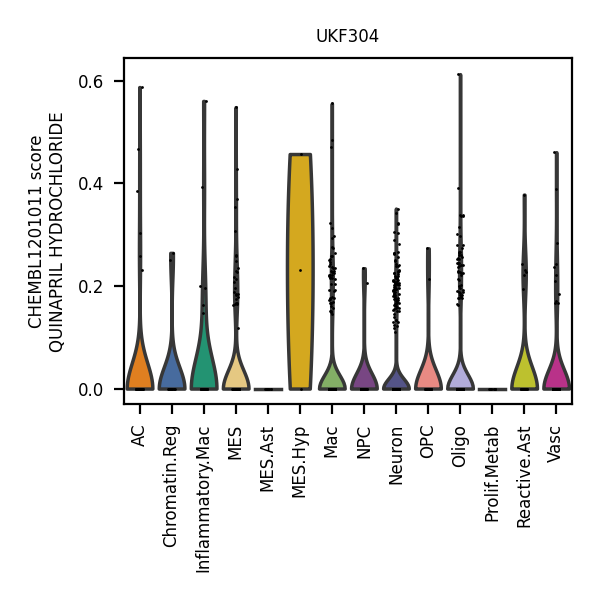 UKF304
CHEMBL1201011 score
QUINAPRIL HYDROCHLORIDE
0.6
0.4
0.2
0.0
AC
Chromatin.Reg
Inflammatory.Mac
MES
MES.Ast
MES.Hyp
Mac
NPC
Neuron
OPC
Oligo
Prolif.Metab
Reactive.Ast
Vasc